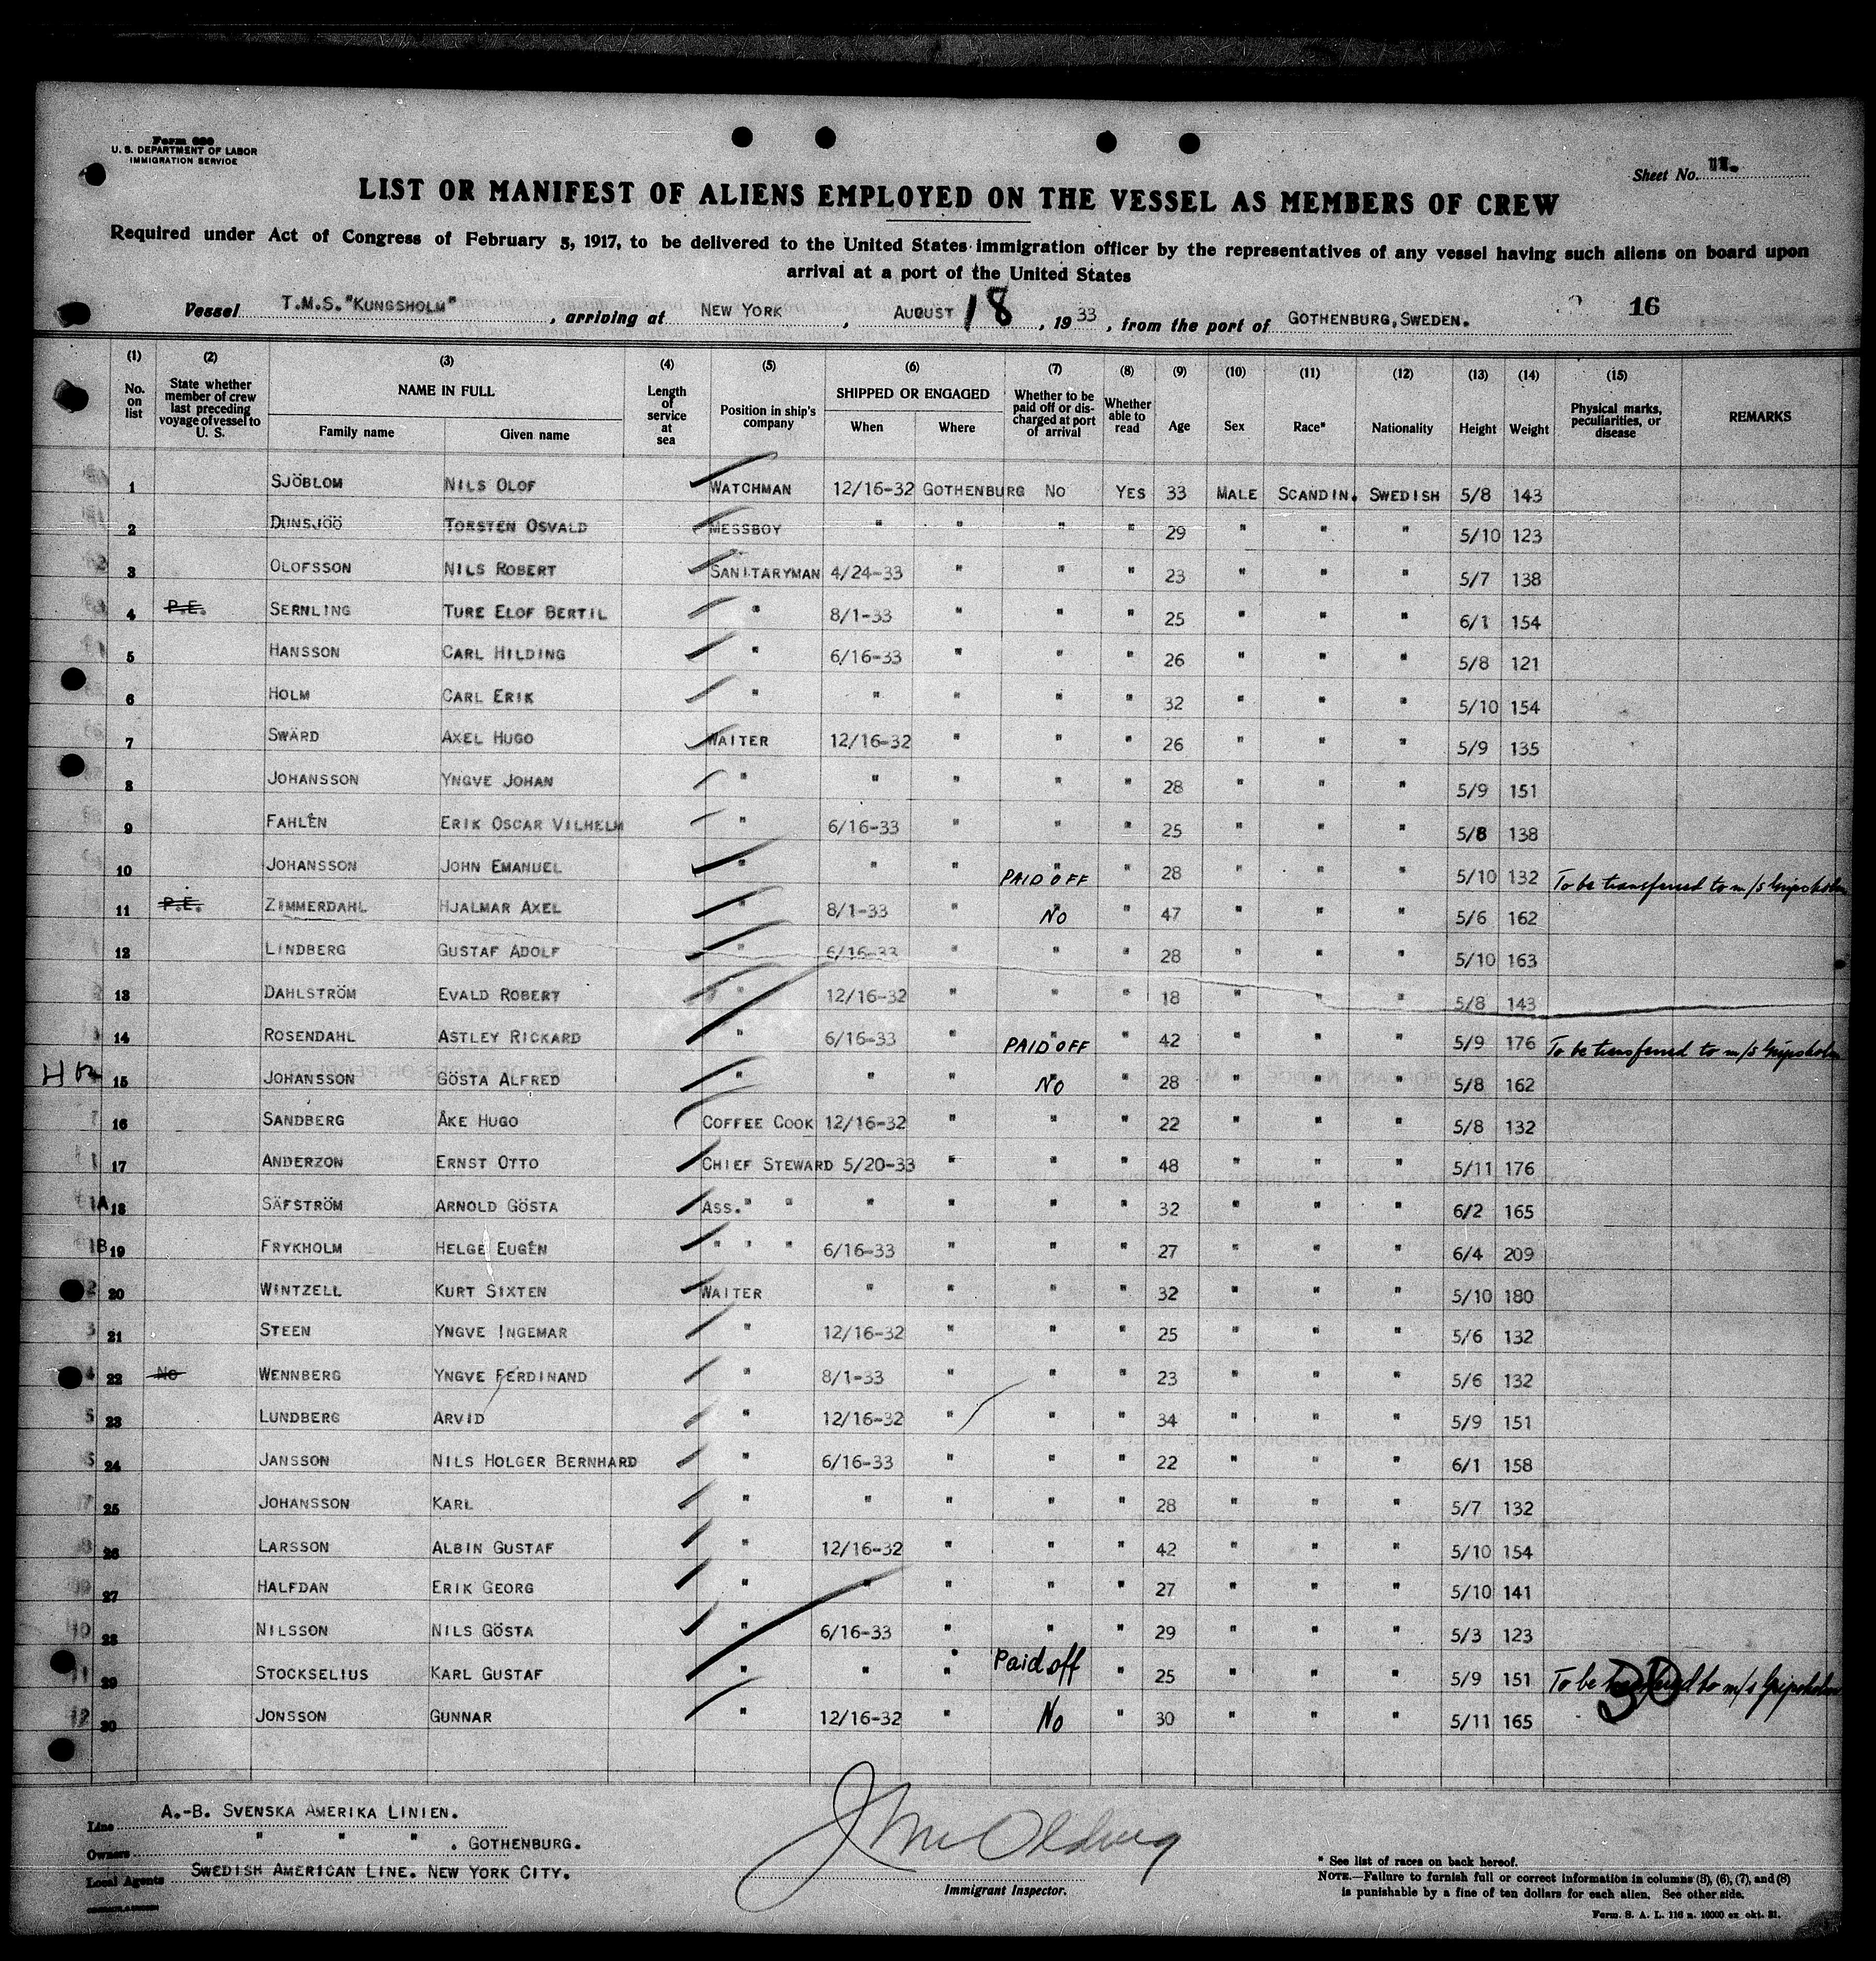 Form 680
U. S. DEPARTMENT OF LABOR
IMMIGRATION SERVICE
Sheet No. 11.
LIST OR MANIFEST OF ALIENS EMPLOYED ON THE VESSEL AS MEMBERS OF CREW
Required under Act of Congress of February 5, 1917, to be delivered to the United States immigration officer by the representatives of any vessel having such aliens on board upon
arrival at a port of the United States
16
Vessel T.M.S. "KUNGSHOLM", arriving at NEW YORK, AUGUST 18, 1933, from the port of GOTHENBURG, SWEDEN.
(1) (2) (3) (4) (5) (6) (7) (8) (9) (10) (11) (12) (13) (14) (15)
No. on list State whether member of crew last preceding voyage of vessel to U. S. NAME IN FULL Family name Given name Length of service at sea Position in ship's company SHIPPED OR ENGAGED When Where Whether to be paid off or discharged at port of arrival Whether able to read Age Sex Race* Nationality Height Weight Physical marks, peculiarities, or disease REMARKS
1 SJÖBLOM NILS OLOF WATCHMAN 12/16-32 GOTHENBURG NO YES 33 MALE SCANDIN. SWEDISH 5/8 143
2 DUNSJÖÖ TORSTEN OSVALD MESSBOY " " " " 29 " " " 5/10 123
3 OLOFSSON NILS ROBERT SANITARYMAN 4/24-33 " " " 23 " " " 5/7 138
4 P.E. SERNLING TURE ELOF BERTIL " 8/1-33 " " " 25 " " " 6/1 154
5 HANSSON CARL HILDING " 6/16-33 " " " 26 " " " 5/8 121
6 HOLM CARL ERIK " " " " " 32 " " " 5/10 154
7 SWÄRD AXEL HUGO WAITER 12/16-32 " " " 26 " " " 5/9 135
8 JOHANSSON YNGVE JOHAN " " " " " 28 " " " 5/9 151
9 FAHLÉN ERIK OSCAR VILHELM " 6/16-33 " " " 25 " " " 5/8 138
10 JOHANSSON JOHN EMANUEL " " " " PAID OFF " 28 " " " 5/10 132 To be transferred to m/s Gripsholm
11 P.E. ZIMMERDAHL HJALMAR AXEL " 8/1-33 " " No " 47 " " " 5/6 162
12 LINDBERG GUSTAF ADOLF " 6/16-33 " " " 28 " " " 5/10 163
13 DAHLSTRÖM EVALD ROBERT " 12/16-32 " " " 18 " " " 5/8 143
14 ROSENDAHL ASTLEY RICKARD " 6/16-33 " " PAID OFF " 42 " " " 5/9 176 To be transferred to m/s Gripsholm
15 JOHANSSON GÖSTA ALFRED " " " " No " 28 " " " 5/8 162
16 SANDBERG ÅKE HUGO COFFEE COOK 12/16-32 " " " 22 " " " 5/8 132
17 ANDERZON ERNST OTTO CHIEF STEWARD 5/20-33 " " " 48 " " " 5/11 176
1A 18 SÄFSTRÖM ARNOLD GÖSTA ASS. " " " " " " 32 " " " 6/2 165
1B 19 FRYKHOLM HELGE EUGÉN " " " 6/16-33 " " " 27 " " " 6/4 209
2 20 WINTZELL KURT SIXTEN WAITER " " " " 32 " " " 5/10 180
3 21 STEEN YNGVE INGEMAR " 12/16-32 " " " 25 " " " 5/6 132
4 22 No WENNBERG YNGVE FERDINAND " 8/1-33 " " " 23 " " " 5/6 132
5 23 LUNDBERG ARVID " 12/16-32 " " " 34 " " " 5/9 151
24 JANSSON NILS HOLGER BERNHARD " 6/16-33 " " " 22 " " " 6/1 158
25 JOHANSSON KARL " " " " " 28 " " " 5/7 132
26 LARSSON ALBIN GUSTAF " 12/16-32 " " " 42 " " " 5/10 154
27 HALFDAN ERIK GEORG " " " " " 27 " " " 5/10 141
28 NILSSON NILS GÖSTA " 6/16-33 " " " 29 " " " 5/3 123
29 STOCKSELIUS KARL GUSTAF " " " Paid off " 25 " " " 5/9 151 To be transferred to m/s Gripsholm
30
30 JONSSON GUNNAR " 12/16-32 " No " 30 " " " 5/11 165
Line A.-B. SVENSKA AMERIKA LINIEN.
Owners " " " . GOTHENBURG.
Local Agents SWEDISH AMERICAN LINE. NEW YORK CITY.
Immigrant Inspector.
* See list of races on back hereof.
NOTE.—Failure to furnish full or correct information in columns (3), (6), (7), and (8)
is punishable by a fine of ten dollars for each alien. See other side.
Form. S. A. L. 116 n. 10000 ex okt. 31.